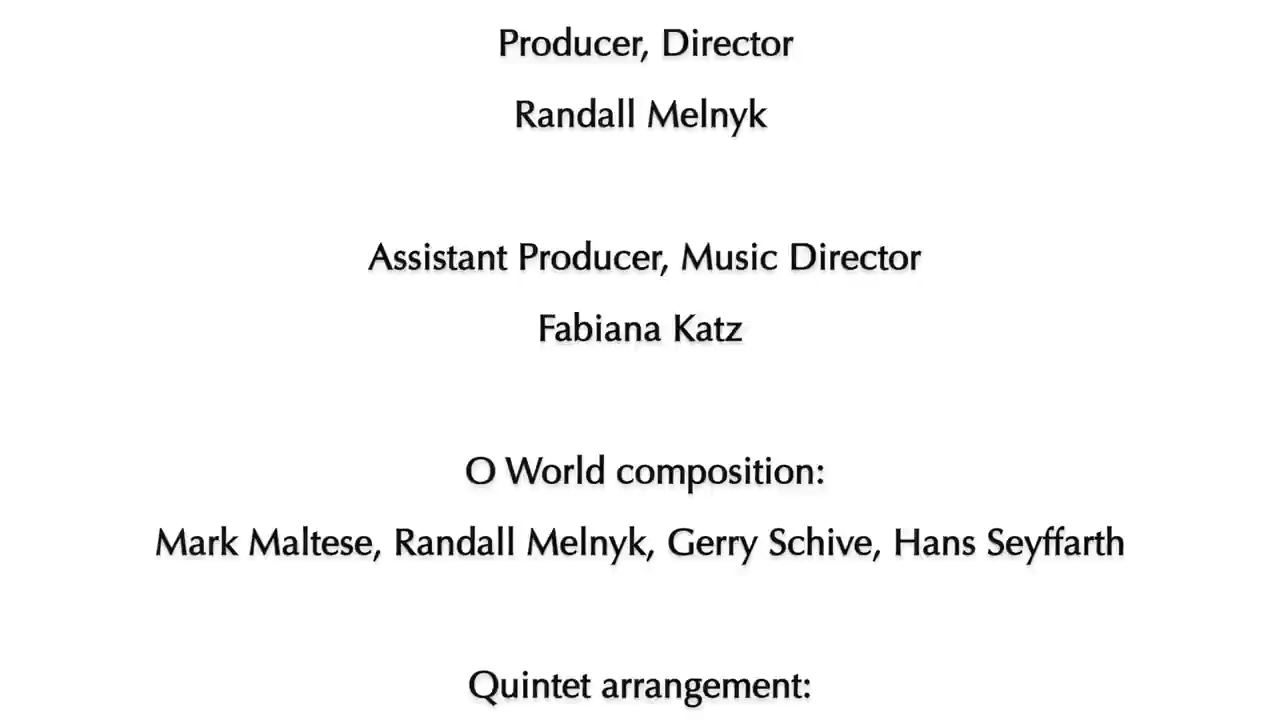 Producer, Director
Randall Melnyk
Assistant Producer, Music Director
Fabiana Katz
O World composition:
Mark Maltese, Randall Melnyk, Gerry Schive, Hans Seyffarth
Quintet arrangement: